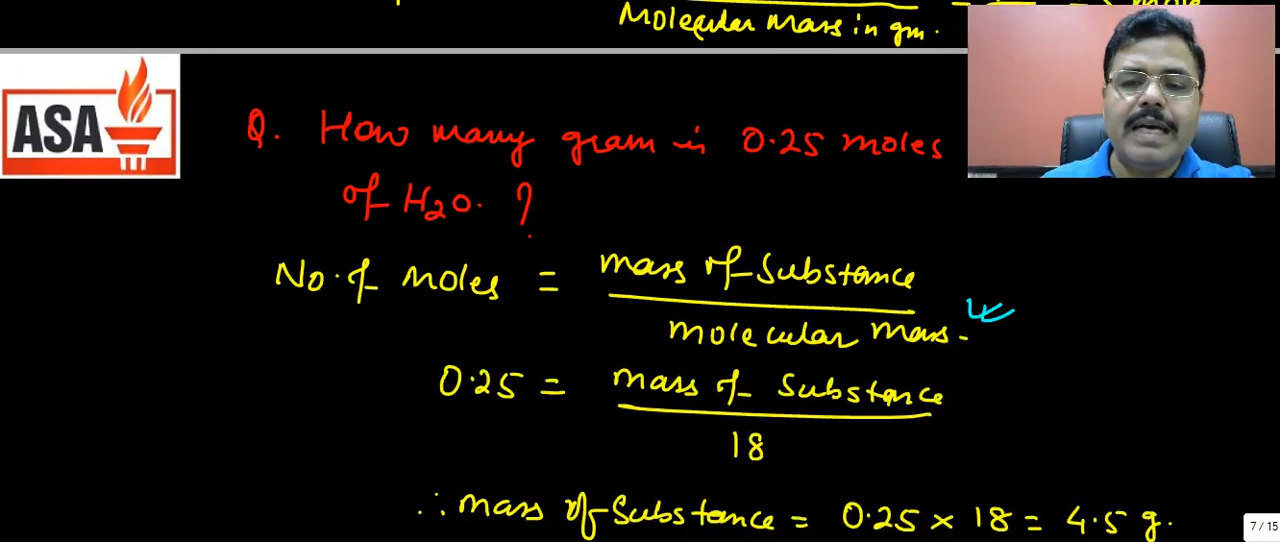 Molecular Mass in gm.
ASA
Q. How many gram is 0.25 moles
of H2O. ?
No. of moles = mass of Substance
molecular mass.
0.25 = mass of Substance
18
∴ mass of Substance = 0.25 × 18 = 4.5 g.
7 / 15